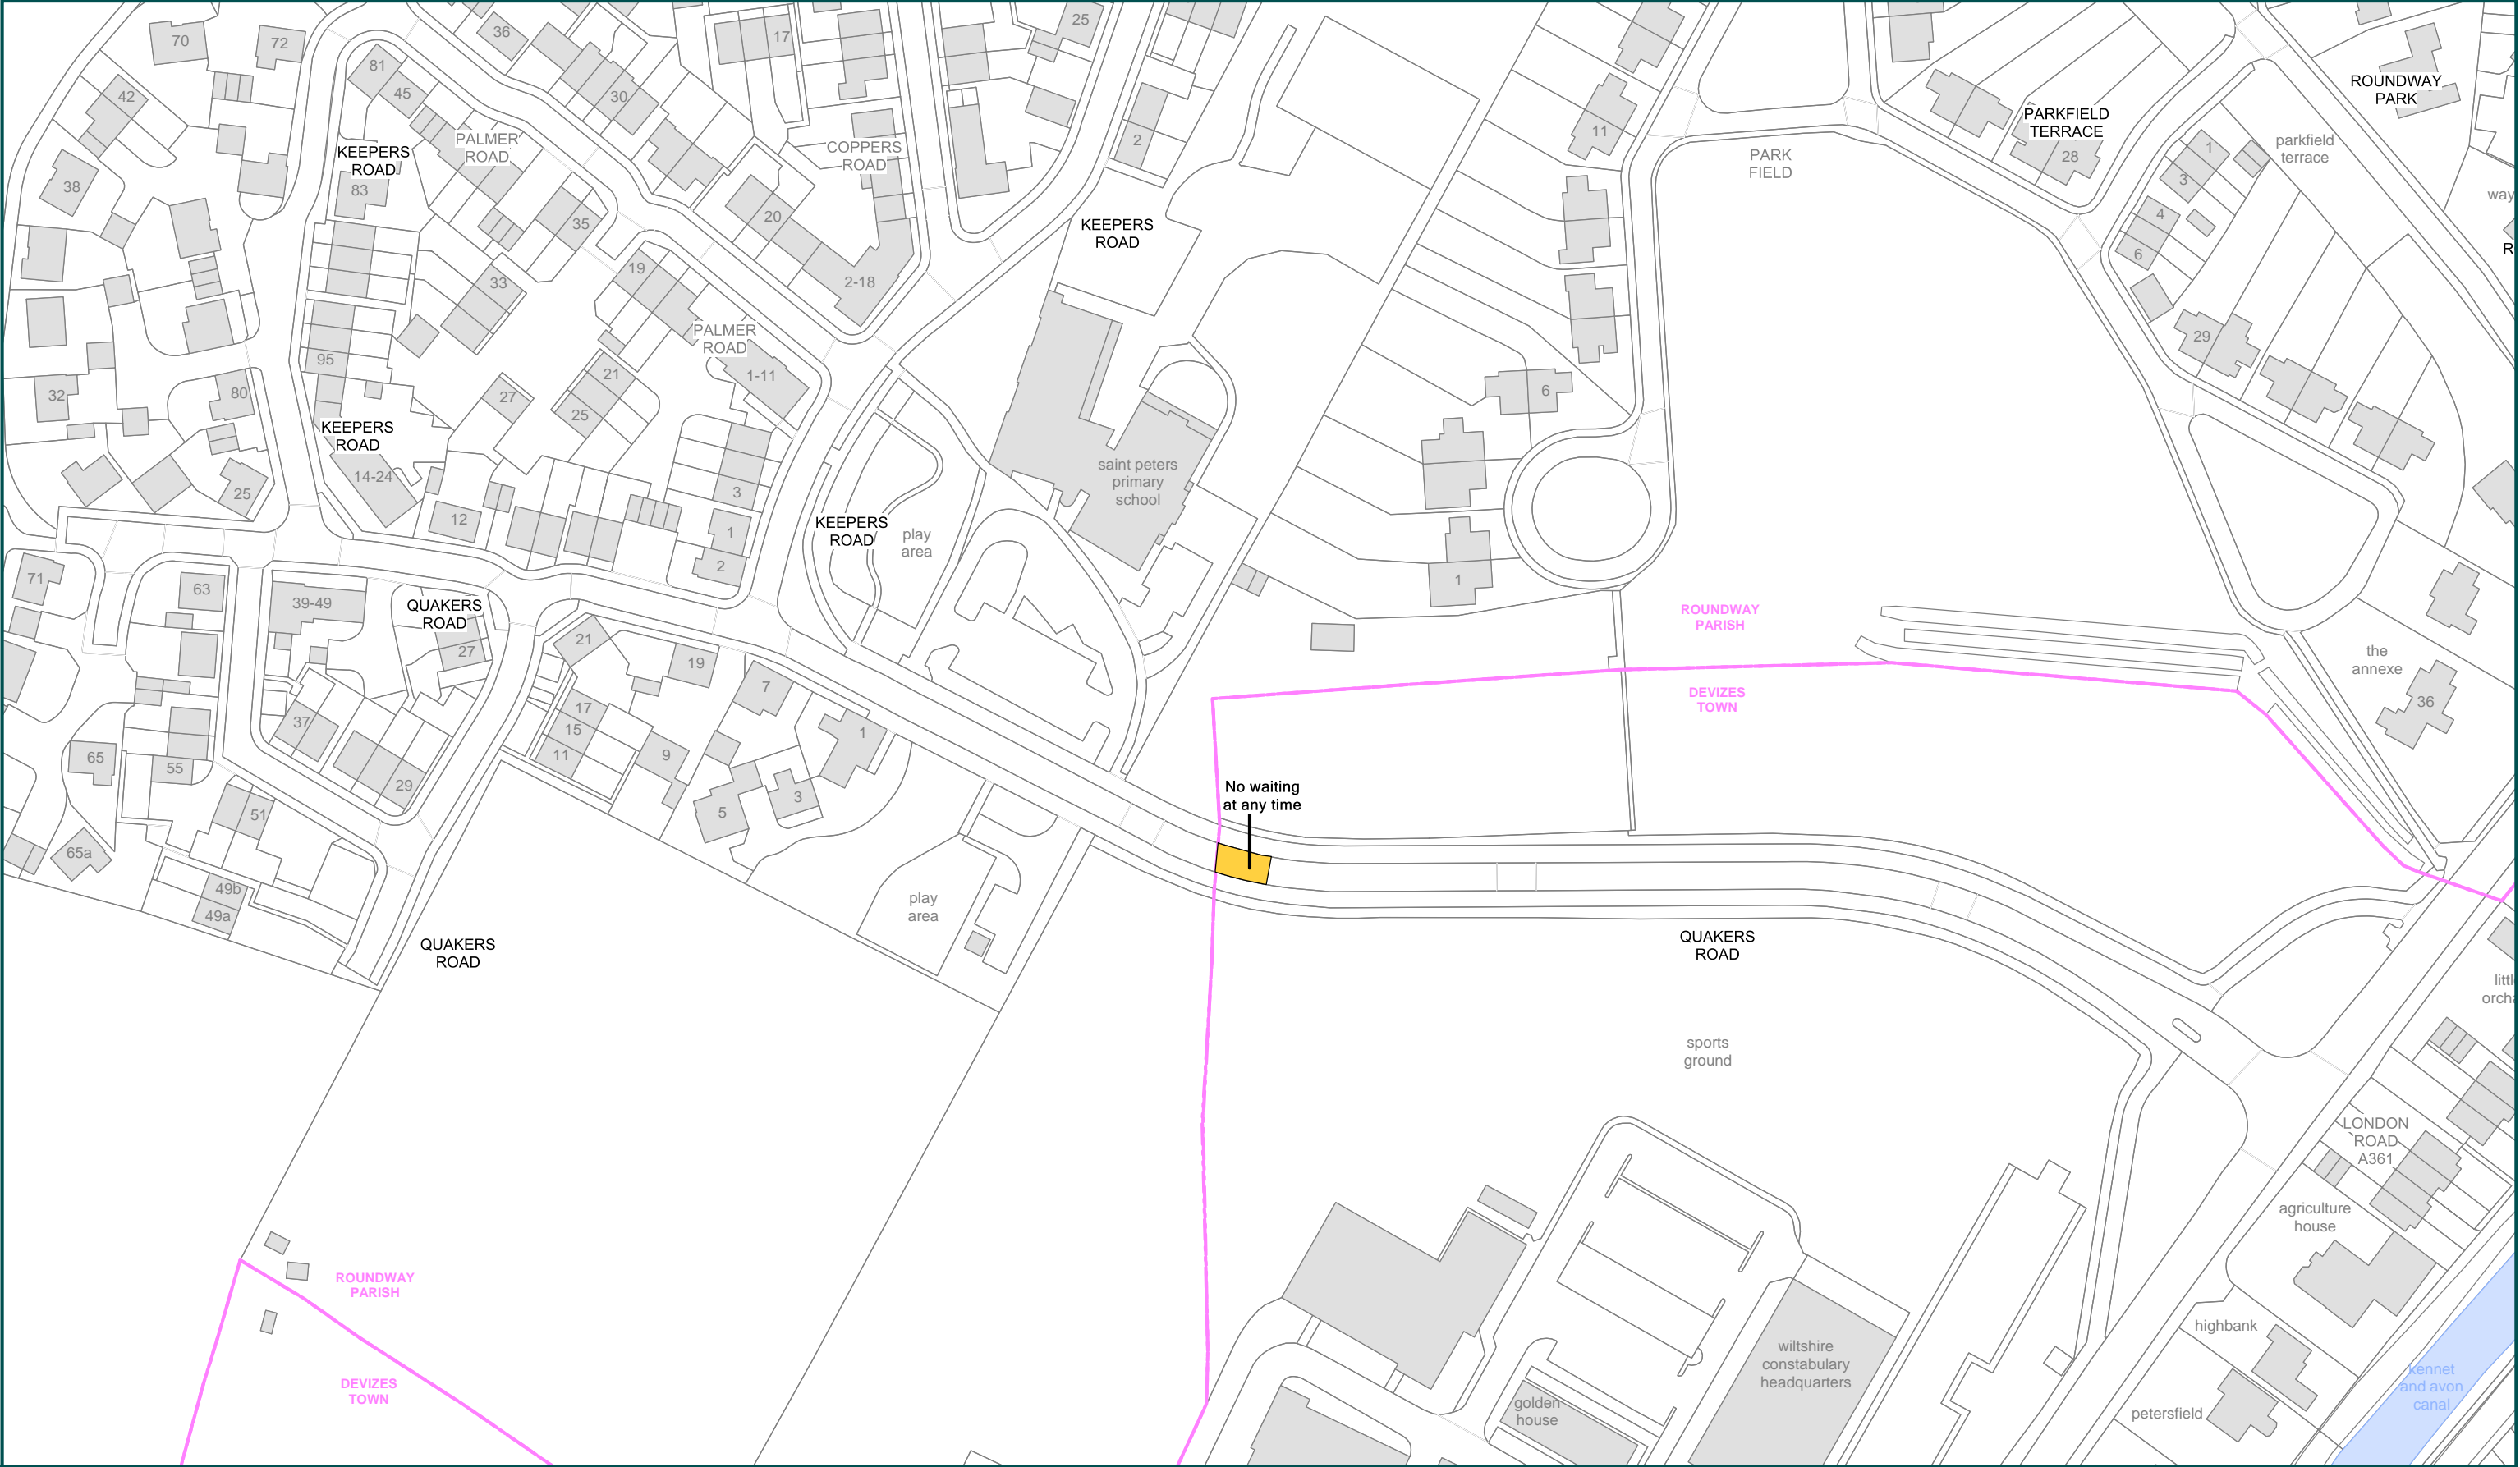 70
72
36
17
25
42
81
45
30
2
11
ROUNDWAY
PARK
PARKFIELD
TERRACE
28
1
3
parkfield
terrace
KEEPERS
ROAD
PALMER
ROAD
COPPERS
ROAD
PARK
FIELD
38
83
35
20
KEEPERS
ROAD
4
6
way
R
33
19
2-18
PALMER
ROAD
29
95
32
80
27
21
25
1-11
6
KEEPERS
ROAD
14-24
25
12
3
1
2
KEEPERS
ROAD
play
area
saint peters
primary
school
1
71
63
39-49
QUAKERS
ROAD
27
21
19
7
ROUNDWAY
PARISH
DEVIZES
TOWN
the
annexe
36
37
17
15
11
9
1
65
55
29
5
3
51
65a
49b
49a
No waiting
at any time
QUAKERS
ROAD
play
area
QUAKERS
ROAD
sports
ground
LONDON
ROAD
A361
agriculture
house
ROUNDWAY
PARISH
DEVIZES
TOWN
highbank
wiltshire
constabulary
headquarters
golden
house
petersfield
kennet
and avon
canal